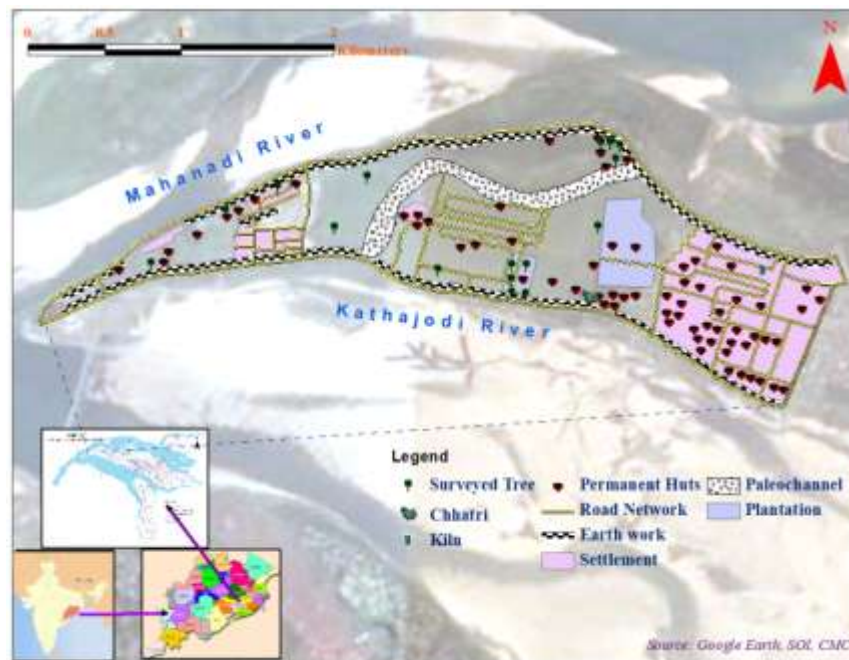 0 0.5 1 2
Kilometers
N
Mahanadi River
Kathajodi River
Legend
Surveyed Tree
Permanent Huts
Paleochannel
Chhatri
Road Network
Plantation
Kiln
Earth work
Settlement
Source: Google Earth, SOI, CMC